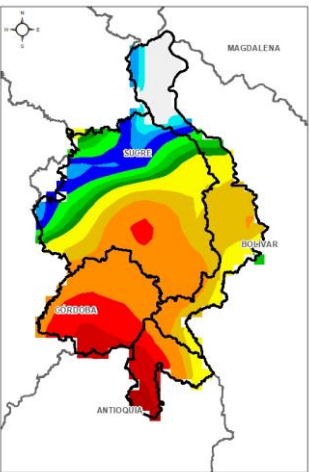 N
E
S
MAGDALENA
SUCRE
BOLIVAR
CÓRDOBA
ANTIOQUIA